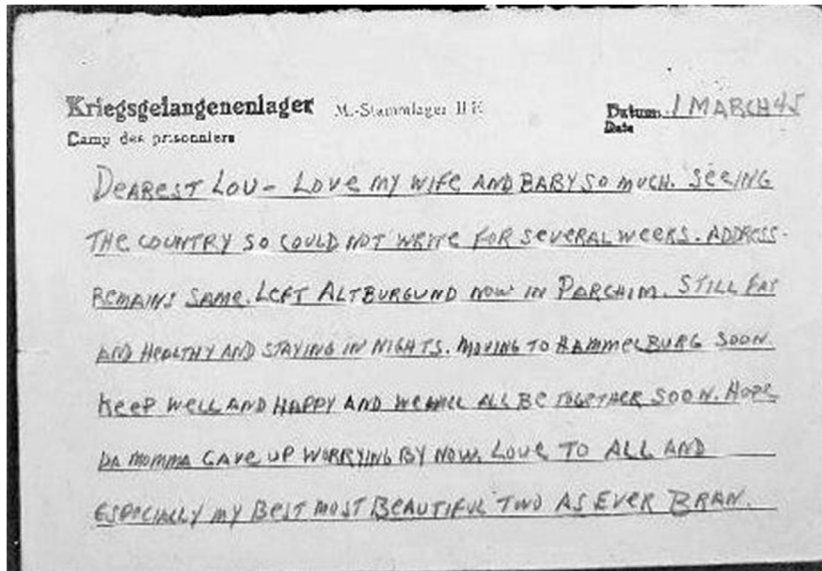 Kriegsgefangenenlager M.-Stammlager II E Datum 1 MARCH 45
Camp des prisonniers Date
DEAREST LOU - LOVE MY WIFE AND BABY SO MUCH. SEEING
THE COUNTRY SO COULD NOT WRITE FOR SEVERAL WEEKS. ADDRESS
REMAINS SAME. LEFT ALTBURGUND NOW IN PARCHIM. STILL FAT
AND HEALTHY AND STAYING IN NIGHTS. MOVING TO HAMMELBURG SOON.
KEEP WELL AND HAPPY AND WE WILL ALL BE TOGETHER SOON. HOPE
DA MOMMA GAVE UP WORRYING BY NOW. LOVE TO ALL AND
ESPECIALLY MY BEST MOST BEAUTIFUL TWO AS EVER BRAN.